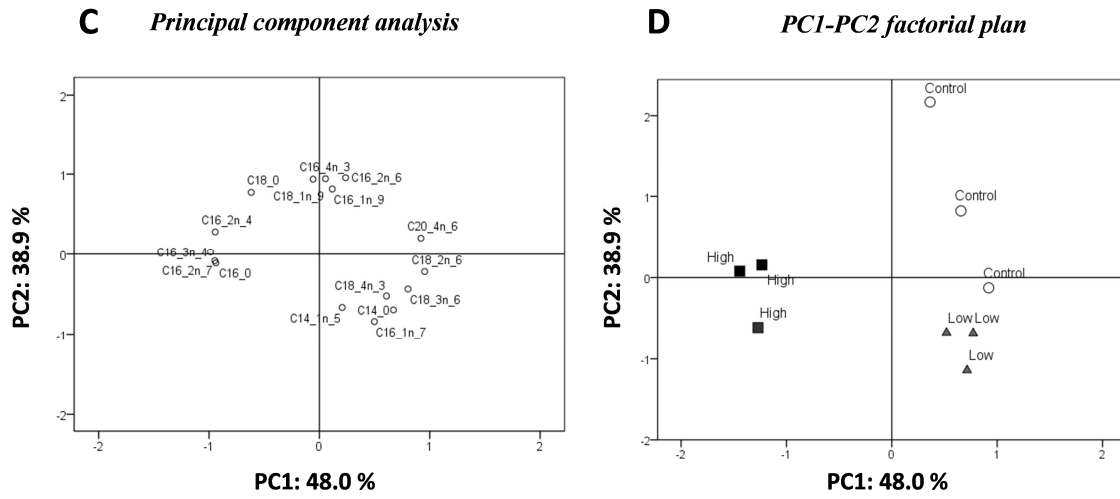 C
Principal component analysis
2
1
0
-1
-2
-2
-1
0
1
2
C16_4n_3
C16_2n_6
C18_0
C18_1n_9
C16_1n_9
C16_2n_4
C20_4n_6
C16_3n_4
C18_2n_6
C16_2n_7
C16_0
C18_4n_3
C18_3n_6
C14_0
C14_1n_5
C16_1n_7
PC2: 38.9 %
PC1: 48.0 %
D
PC1-PC2 factorial plan
2
1
0
-1
-2
-2
-1
0
1
2
Control
Control
Control
High
High
High
Low Low
Low
PC2: 38.9 %
PC1: 48.0 %